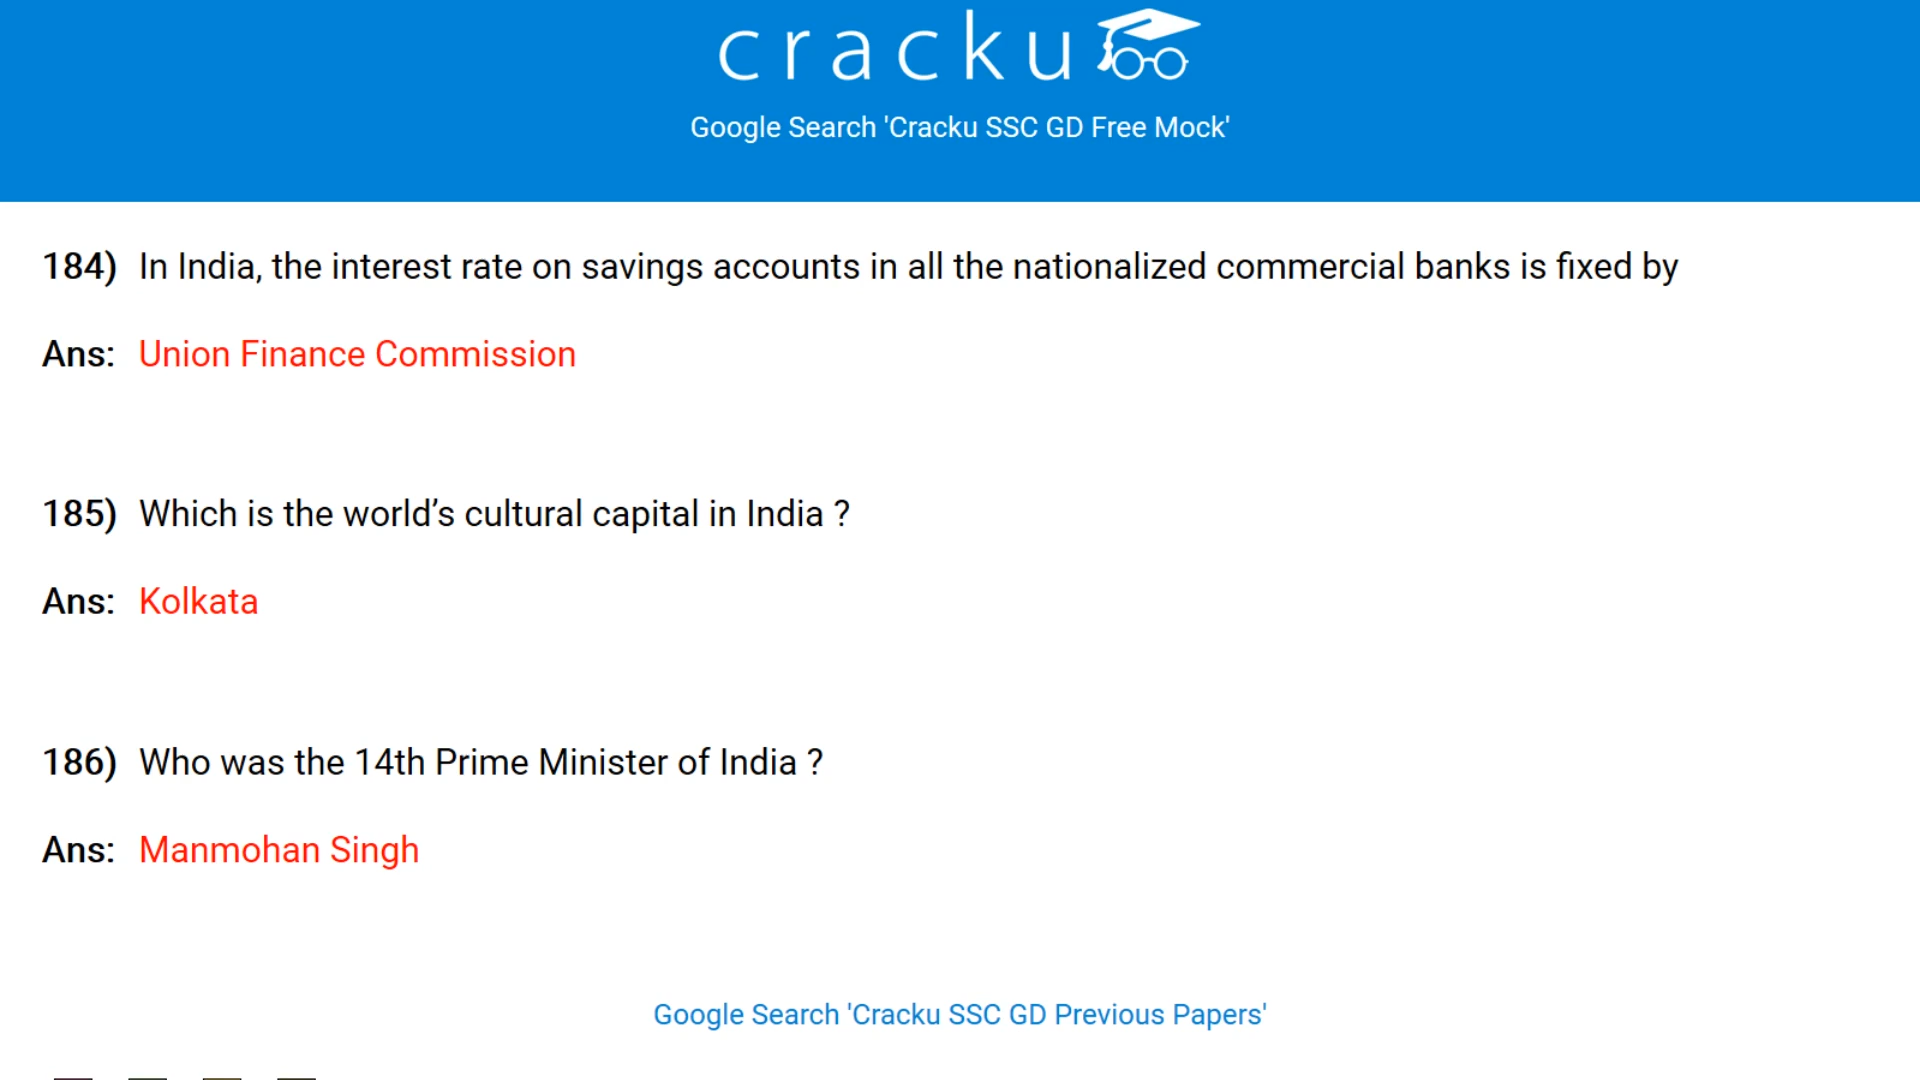 cracku
Google Search 'Cracku SSC GD Free Mock'
184) In India, the interest rate on savings accounts in all the nationalized commercial banks is fixed by
Ans: Union Finance Commission
185) Which is the world’s cultural capital in India ?
Ans: Kolkata
186) Who was the 14th Prime Minister of India ?
Ans: Manmohan Singh
Google Search 'Cracku SSC GD Previous Papers'